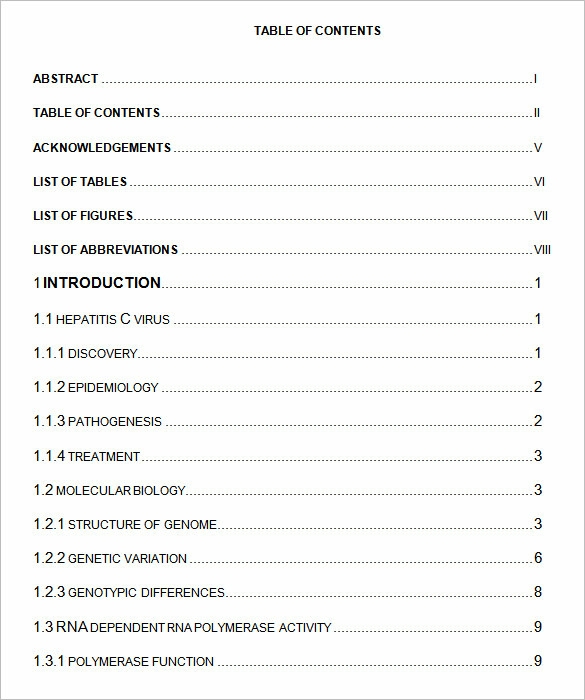 TABLE OF CONTENTS
ABSTRACT ........ I
TABLE OF CONTENTS ........ II
ACKNOWLEDGEMENTS ........ V
LIST OF TABLES ........ VI
LIST OF FIGURES ........ VII
LIST OF ABBREVIATIONS ........ VIII
1 INTRODUCTION ........ 1
1.1 HEPATITIS C VIRUS ........ 1
1.1.1 DISCOVERY ........ 1
1.1.2 EPIDEMIOLOGY ........ 2
1.1.3 PATHOGENESIS ........ 2
1.1.4 TREATMENT ........ 3
1.2 MOLECULAR BIOLOGY ........ 3
1.2.1 STRUCTURE OF GENOME ........ 3
1.2.2 GENETIC VARIATION ........ 6
1.2.3 GENOTYPIC DIFFERENCES ........ 8
1.3 RNA DEPENDENT RNA POLYMERASE ACTIVITY ........ 9
1.3.1 POLYMERASE FUNCTION ........ 9